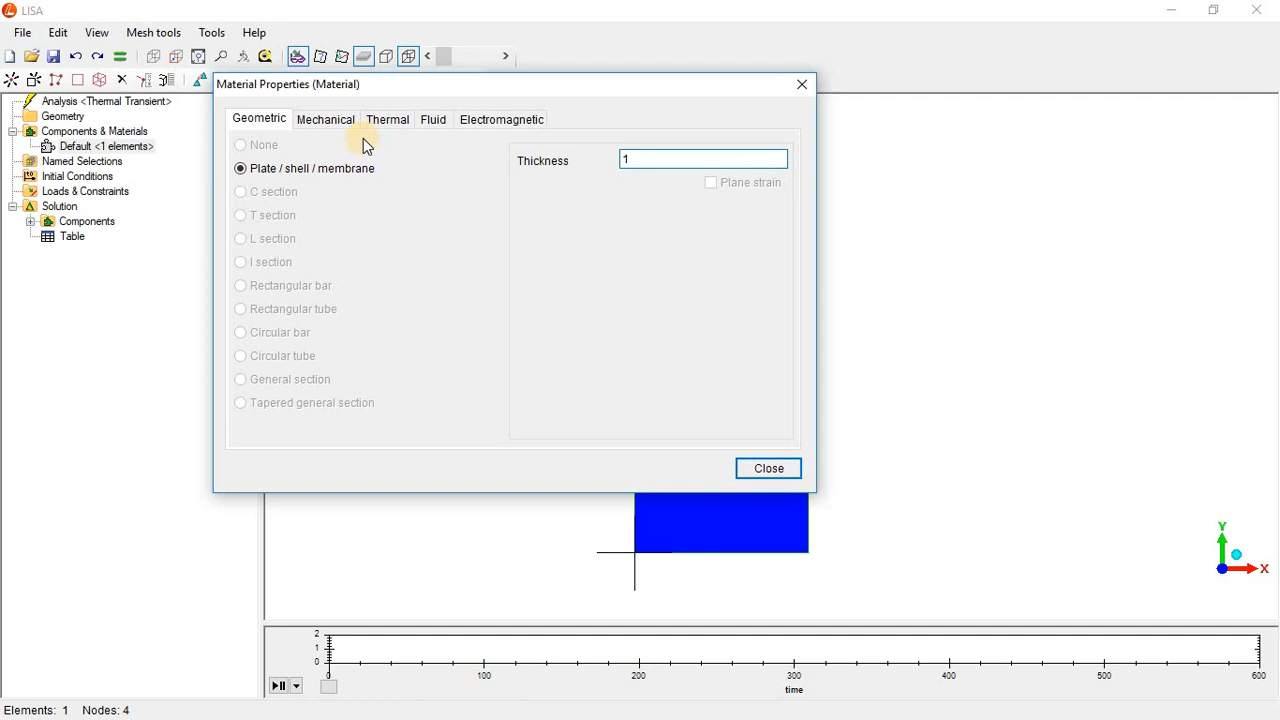 LISA
File Edit View Mesh tools Tools Help
Material Properties (Material)
Analysis <Thermal Transient>
Geometry
Components & Materials
Default <1 elements>
Named Selections
Initial Conditions
Loads & Constraints
Solution
Components
Table
Geometric Mechanical Thermal Fluid Electromagnetic
None
Plate / shell / membrane
C section
T section
L section
I section
Rectangular bar
Rectangular tube
Circular bar
Circular tube
General section
Tapered general section
Thickness 1
Plane strain
Close
Y
X
2
1
0
0 100 200 300 400 500 600
time
Elements: 1 Nodes: 4